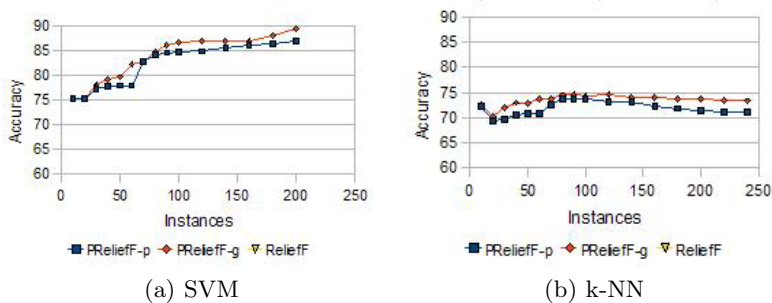 90
85
80
75
70
65
60
Accuracy
0 50 100 150 200 250
Instances
PReliefF-p PReliefF-g ReliefF
(a) SVM
90
85
80
75
70
65
60
Accuracy
0 50 100 150 200 250
Instances
PReliefF-p PReliefF-g ReliefF
(b) k-NN